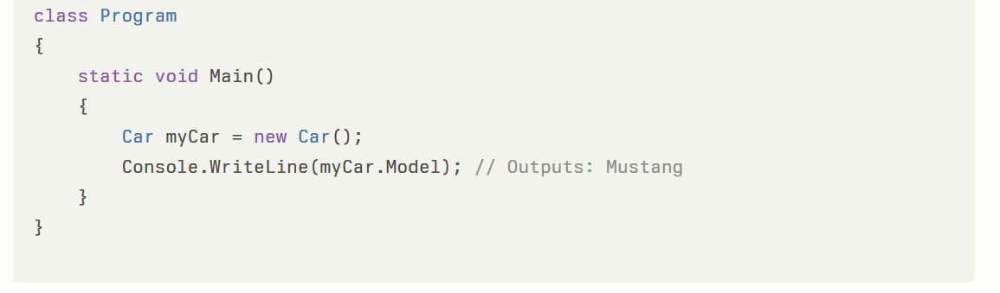 class Program
{
    static void Main()
    {
        Car myCar = new Car();
        Console.WriteLine(myCar.Model); // Outputs: Mustang
    }
}